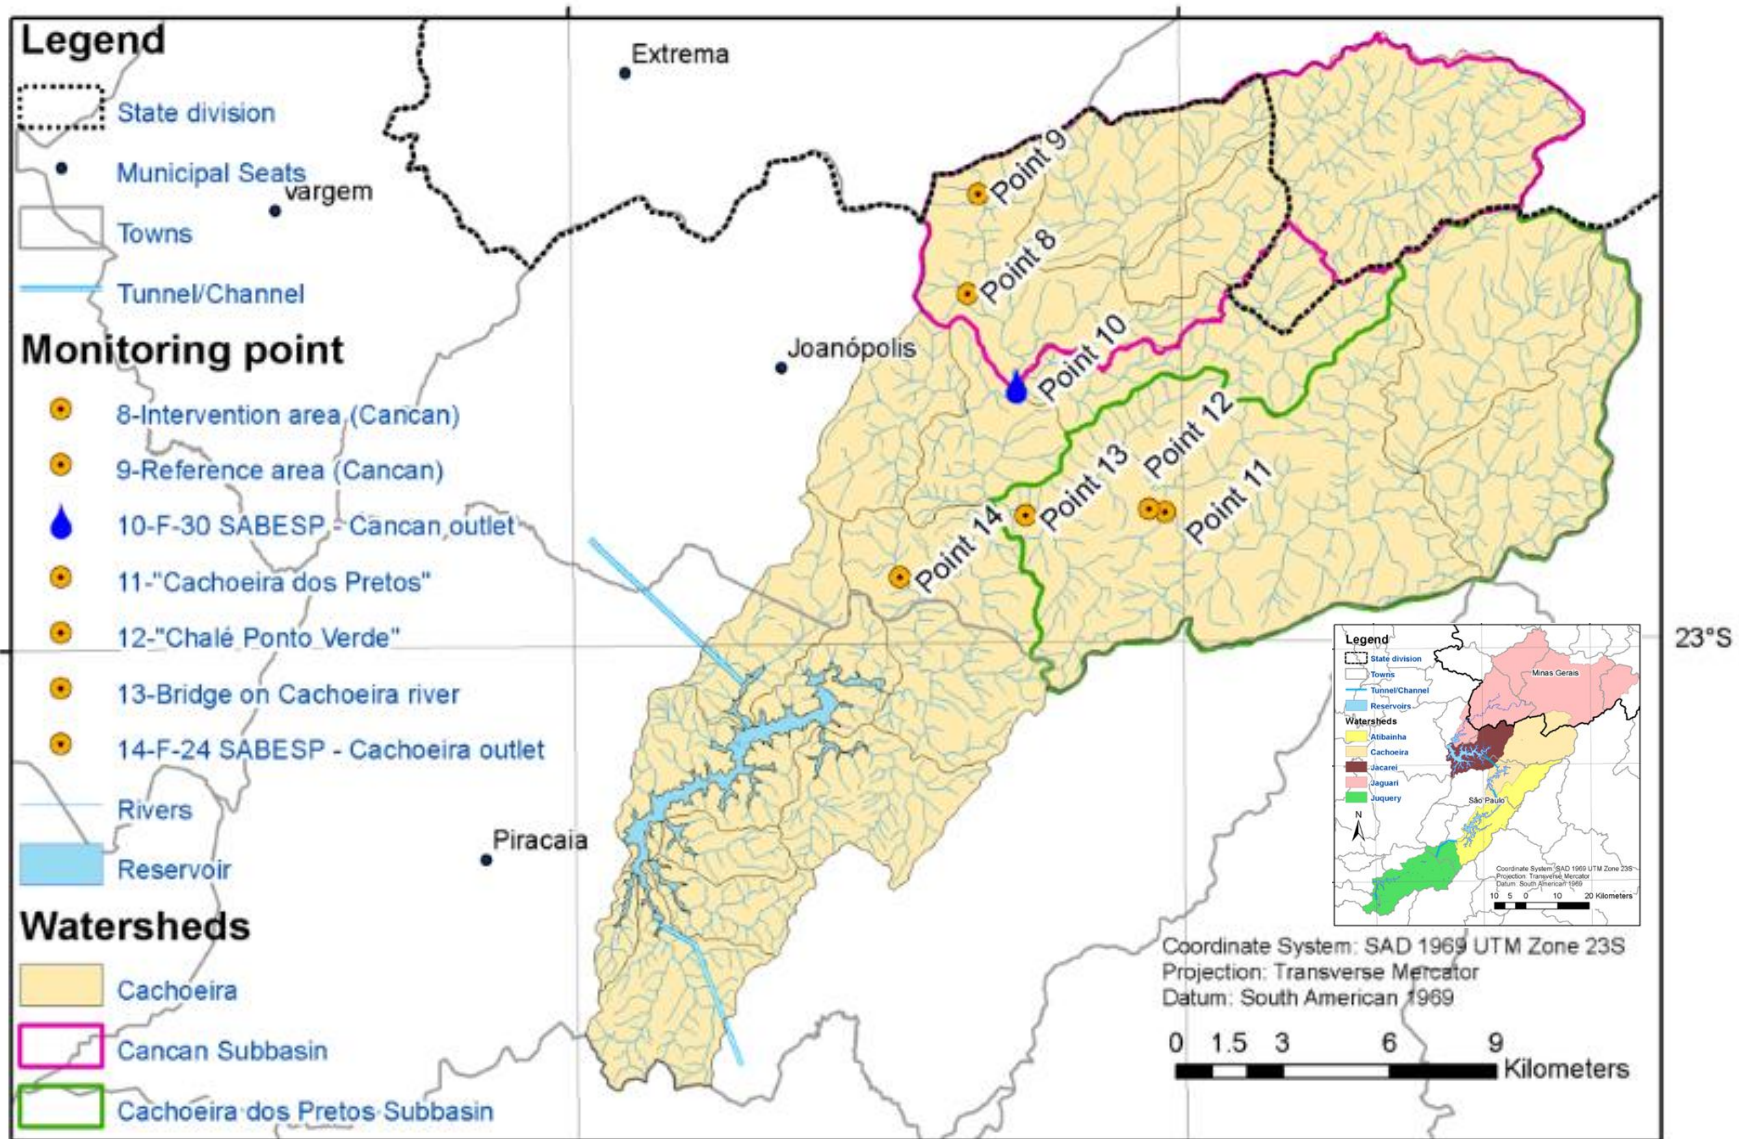 Legend
State division
Municipal Seats
Towns
Tunnel/Channel
Monitoring point
8-Intervention area (Cancan)
9-Reference area (Cancan)
10-F-30 SABESP - Cancan outlet
11-"Cachoeira dos Pretos"
12-"Chalé Ponto Verde"
13-Bridge on Cachoeira river
14-F-24 SABESP - Cachoeira outlet
Rivers
Reservoir
Watersheds
Cachoeira
Cancan Subbasin
Cachoeira dos Pretos Subbasin
Extrema
vargem
Joanópolis
Piracaia
Point 9
Point 8
Point 10
Point 12
Point 13
Point 11
Point 14
23°S
Legend
State division
Towns
Tunnel/Channel
Reservoirs
Watersheds
Atibainha
Cachoeira
Jacareí
Jaguari
Juquery
N
Minas Gerais
São Paulo
Coordinate System: SAD 1969 UTM Zone 23S
Projection: Transverse Mercator
Datum: South American 1969
10 5 0 10 20 Kilometers
Coordinate System: SAD 1969 UTM Zone 23S
Projection: Transverse Mercator
Datum: South American 1969
0 1.5 3 6 9
Kilometers